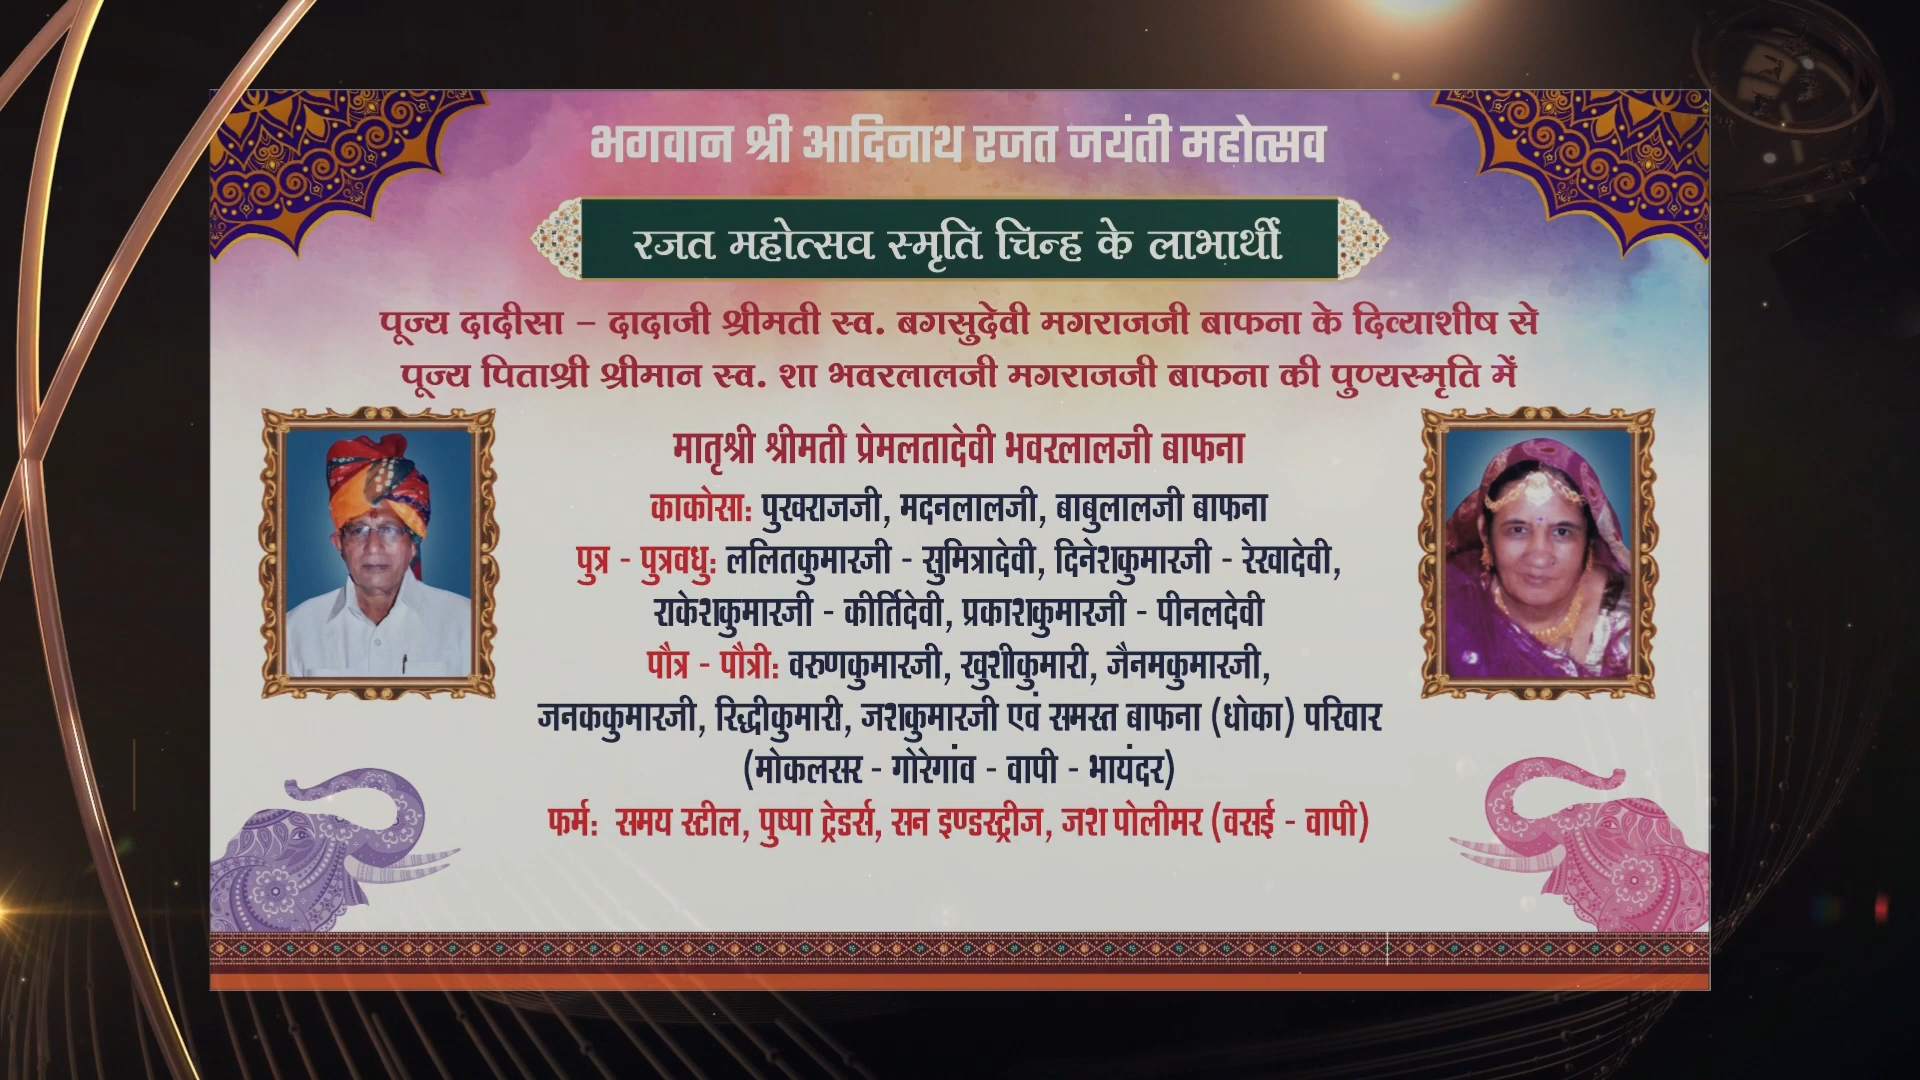 भगवान श्री आदिनाथ रजत जयंती महोत्सव
रजत महोत्सव स्मृति चिन्ह के लाभार्थी
पूज्य दादीसा – दादाजी श्रीमती स्व. बगसुदेवी मगराजजी बाफना के दिव्याशीष से
पूज्य पिताश्री श्रीमान स्व. शा भवरलालजी मगराजजी बाफना की पुण्यस्मृति में
मातृश्री श्रीमती प्रेमलतादेवी भवरलालजी बाफना
काकोसा: पुखराजजी, मदनलालजी, बाबुलालजी बाफना
पुत्र - पुत्रवधु: ललितकुमारजी - सुमित्रादेवी, दिनेशकुमारजी - रेखादेवी,
राकेशकुमारजी - कीर्तिदेवी, प्रकाशकुमारजी - पीनलदेवी
पौत्र - पौत्री: वरुणकुमारजी, खुशीकुमारी, जैनमकुमारजी,
जनककुमारजी, रिद्धीकुमारी, जशकुमारजी एवं समस्त बाफना (धोका) परिवार
(मोकलसर - गोरेगांव - वापी - भायंदर)
फर्म: समय स्टील, पुष्पा ट्रेडर्स, सन इण्डस्ट्रीज, जश पोलीमर (वसई - वापी)